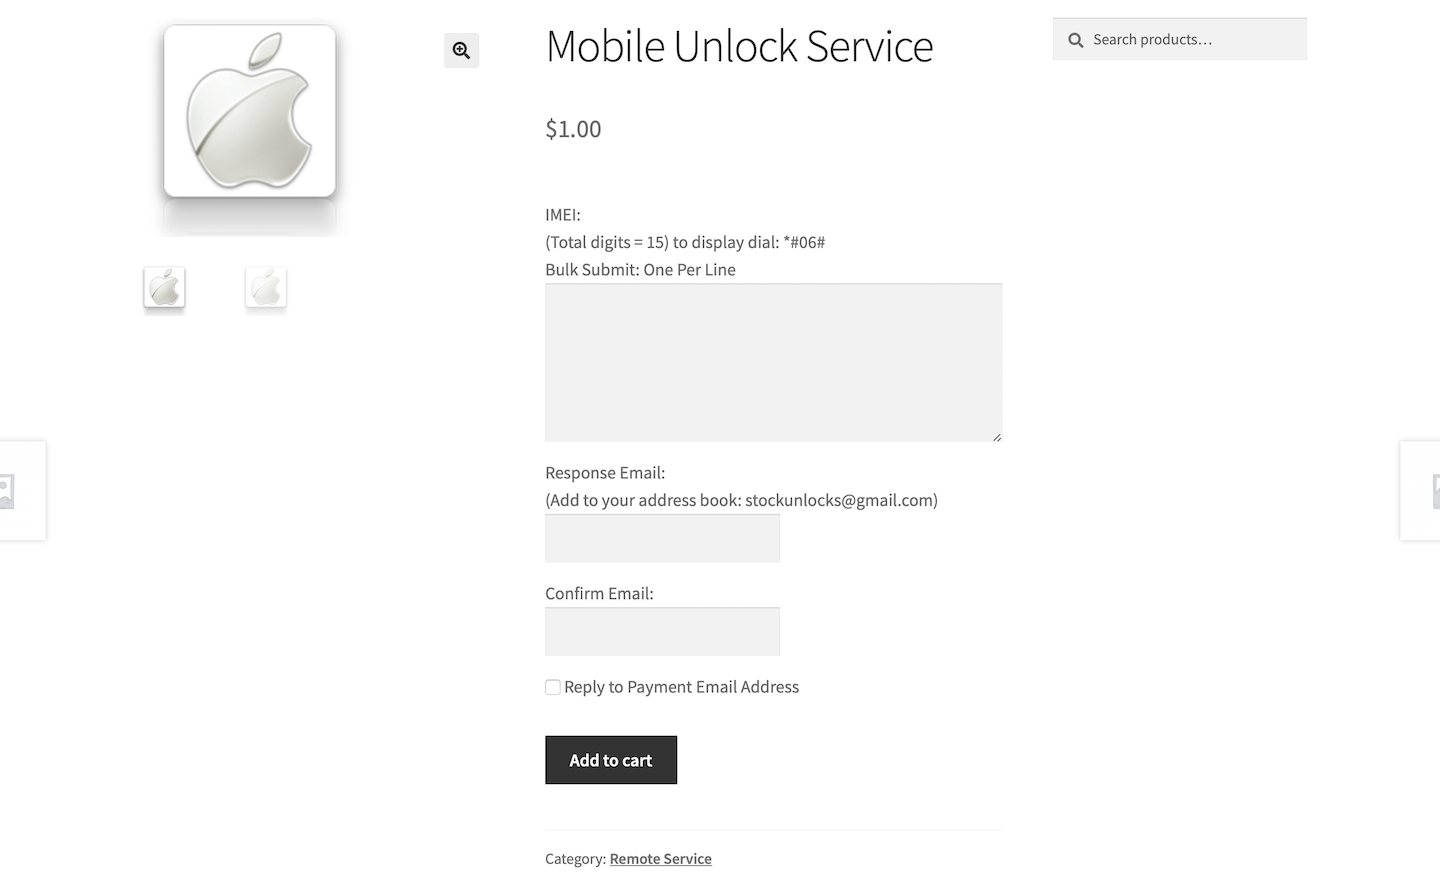 Mobile Unlock Service
Search products...
$1.00
IMEI:
(Total digits = 15) to display dial: *#06#
Bulk Submit: One Per Line
Response Email:
(Add to your address book: stockunlocks@gmail.com)
Confirm Email:
Reply to Payment Email Address
Add to cart
Category: Remote Service